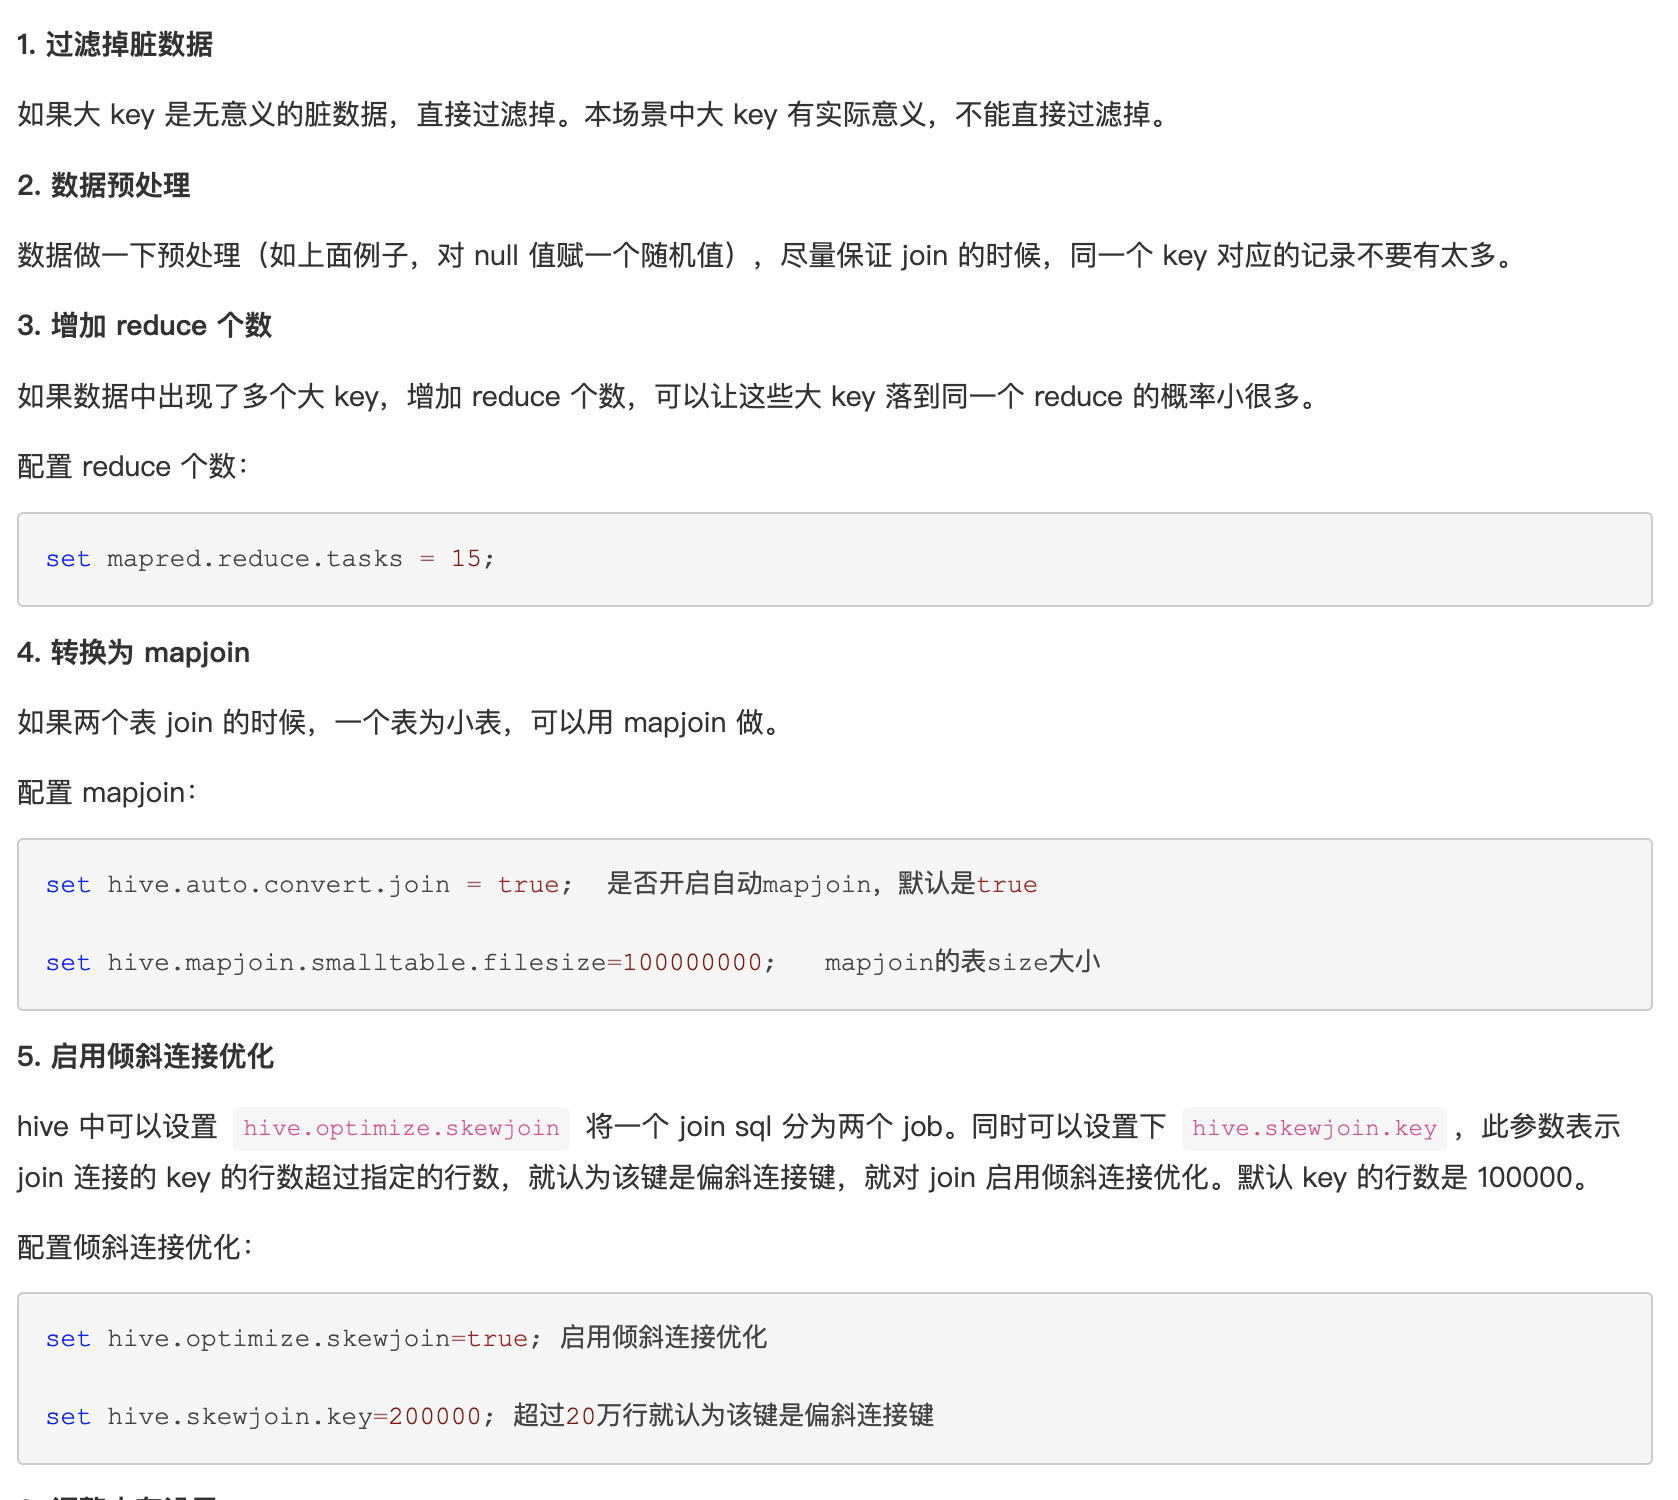 1. 过滤掉脏数据
如果大 key 是无意义的脏数据，直接过滤掉。本场景中大 key 有实际意义，不能直接过滤掉。
2. 数据预处理
数据做一下预处理（如上面例子，对 null 值赋一个随机值），尽量保证 join 的时候，同一个 key 对应的记录不要有太多。
3. 增加 reduce 个数
如果数据中出现了多个大 key，增加 reduce 个数，可以让这些大 key 落到同一个 reduce 的概率小很多。
配置 reduce 个数：
set mapred.reduce.tasks = 15;
4. 转换为 mapjoin
如果两个表 join 的时候，一个表为小表，可以用 mapjoin 做。
配置 mapjoin：
set hive.auto.convert.join = true;  是否开启自动mapjoin，默认是true
set hive.mapjoin.smalltable.filesize=100000000;   mapjoin的表size大小
5. 启用倾斜连接优化
hive 中可以设置 hive.optimize.skewjoin 将一个 join sql 分为两个 job。同时可以设置下 hive.skewjoin.key，此参数表示
join 连接的 key 的行数超过指定的行数，就认为该键是偏斜连接键，就对 join 启用倾斜连接优化。默认 key 的行数是 100000。
配置倾斜连接优化：
set hive.optimize.skewjoin=true; 启用倾斜连接优化
set hive.skewjoin.key=200000; 超过20万行就认为该键是偏斜连接键